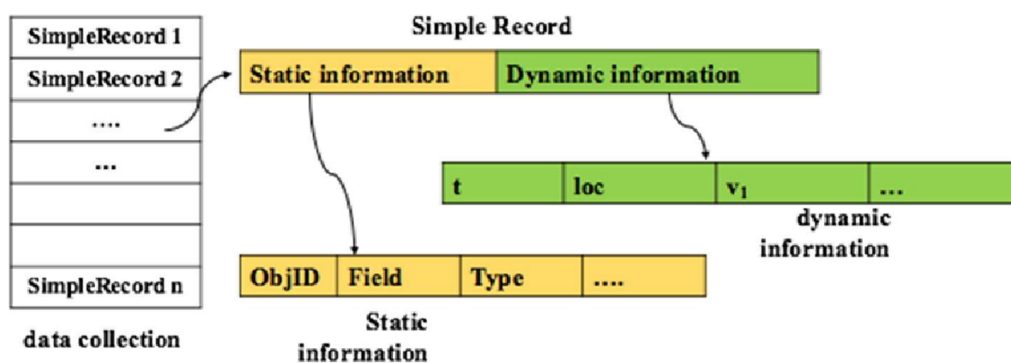 SimpleRecord 1
SimpleRecord 2
....
...
SimpleRecord n
data collection
Simple Record
Static information
Dynamic information
t
loc
v₁
...
dynamic
information
ObjID
Field
Type
....
Static
information